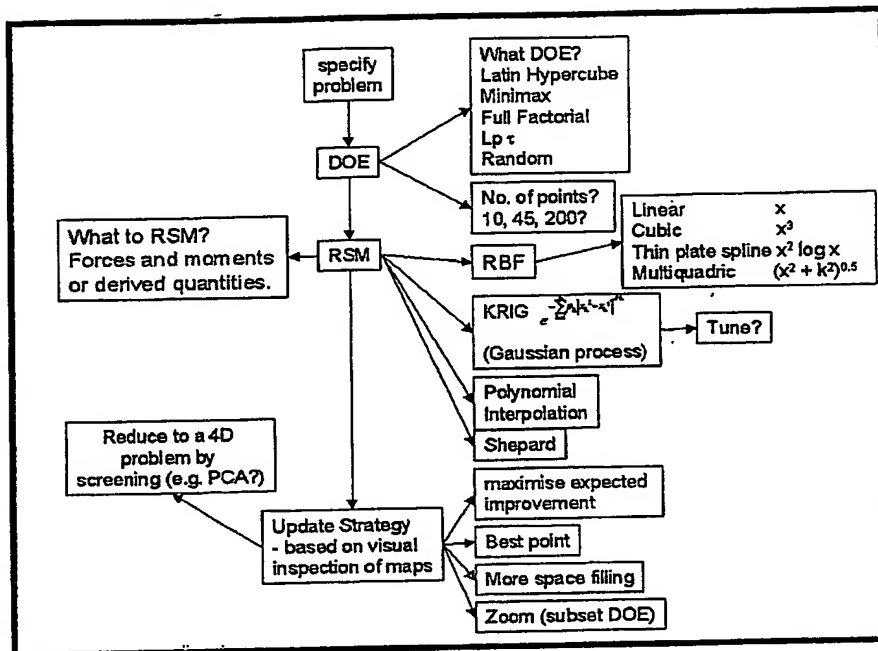 specify
problem
DOE
What DOE?
Latin Hypercube
Minimax
Full Factorial
Lp τ
Random
No. of points?
10, 45, 200?
What to RSM?
Forces and moments
or derived quantities.
RSM
RBF
Linear x
Cubic x³
Thin plate spline x² log x
Multiquadric (x² + k²)⁰·⁵
KRIG
(Gaussian process)
Tune?
Polynomial
Interpolation
Shepard
Reduce to a 4D
problem by
screening (e.g. PCA?)
Update Strategy
- based on visual
inspection of maps
maximise expected
improvement
Best point
More space filling
Zoom (subset DOE)